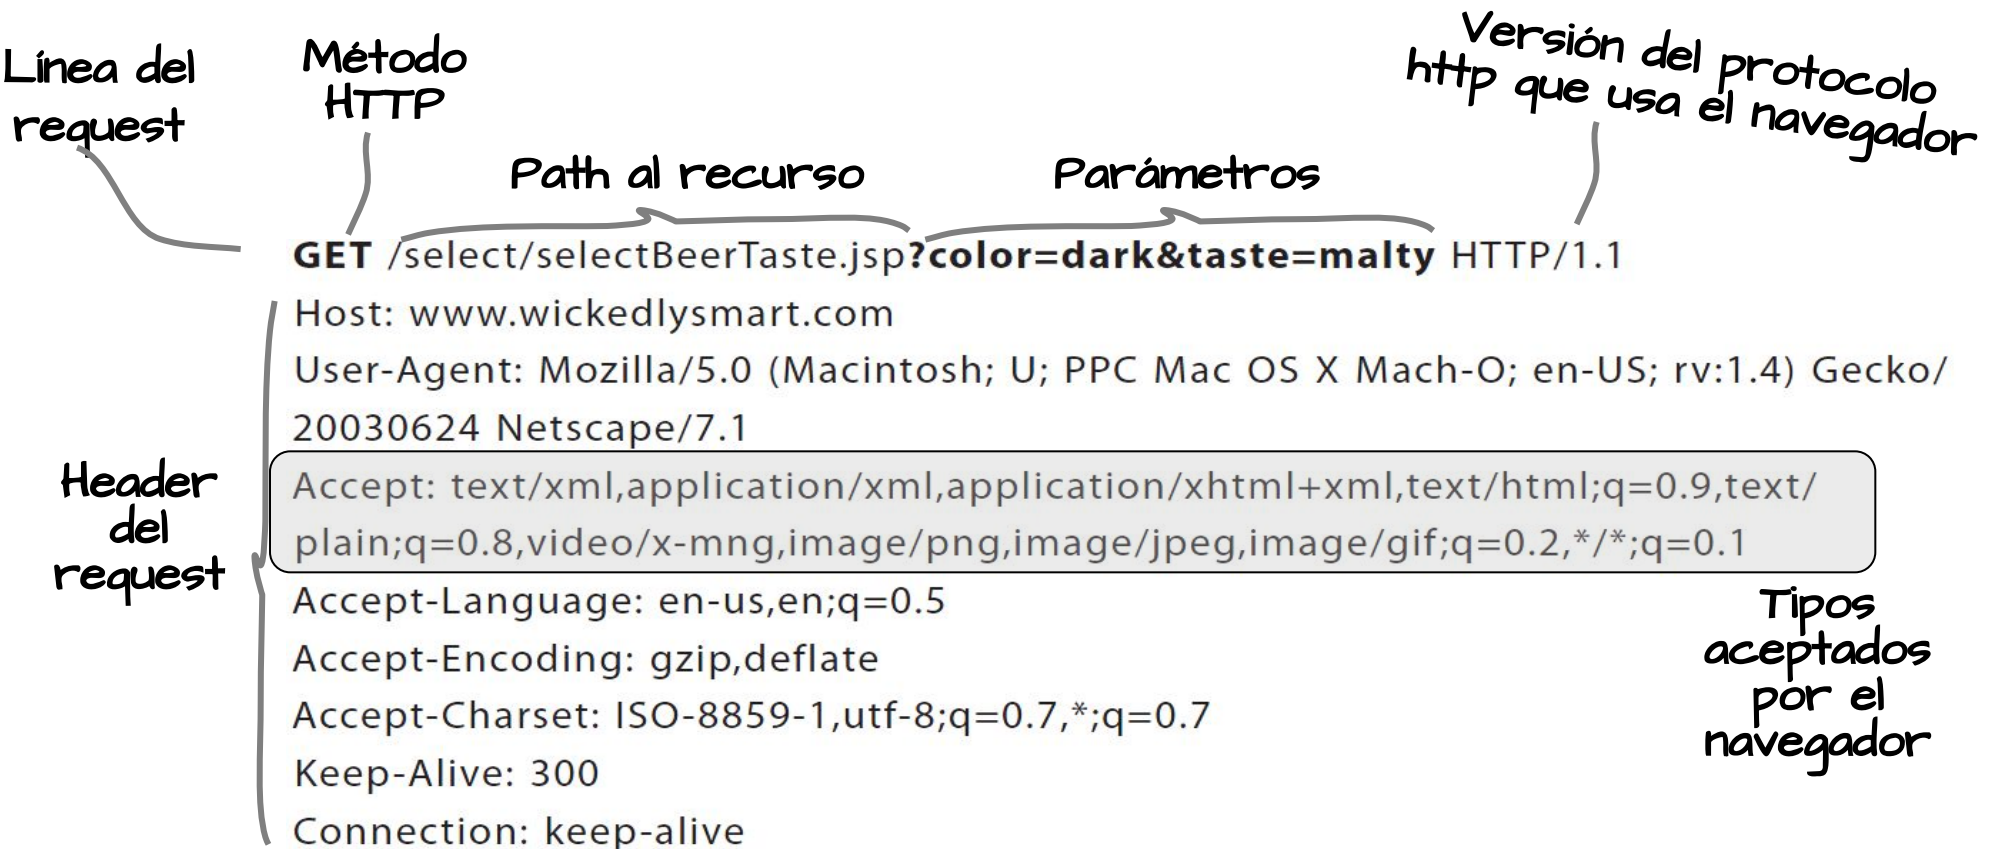 Línea del
request
Método
HTTP
Versión del protocolo
http que usa el navegador
Path al recurso
Parámetros
GET /select/selectBeerTaste.jsp?color=dark&taste=malty HTTP/1.1
Host: www.wickedlysmart.com
User-Agent: Mozilla/5.0 (Macintosh; U; PPC Mac OS X Mach-O; en-US; rv:1.4) Gecko/
20030624 Netscape/7.1
Accept: text/xml,application/xml,application/xhtml+xml,text/html;q=0.9,text/
plain;q=0.8,video/x-mng,image/png,image/jpeg,image/gif;q=0.2,*/*;q=0.1
Accept-Language: en-us,en;q=0.5
Accept-Encoding: gzip,deflate
Accept-Charset: ISO-8859-1,utf-8;q=0.7,*;q=0.7
Keep-Alive: 300
Connection: keep-alive
Header
del
request
Tipos
aceptados
por el
navegador